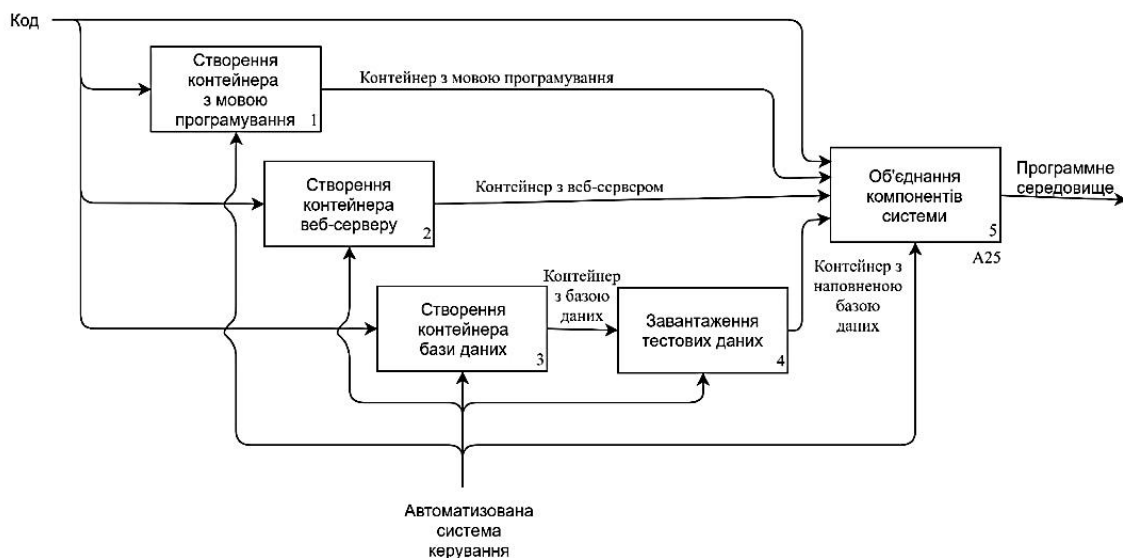 Код
Створення
контейнера
з мовою
програмування
1
Контейнер з мовою програмування
Створення
контейнера
веб-серверу
2
Контейнер з веб-сервером
Об'єднання
компонентів
системи
5
А25
Программне
середовище
Створення
контейнера
бази даних
3
Контейнер
з базою
даних
Завантаження
тестових даних
4
Контейнер з
наповненою
базою
даних
Автоматизована
система
керування